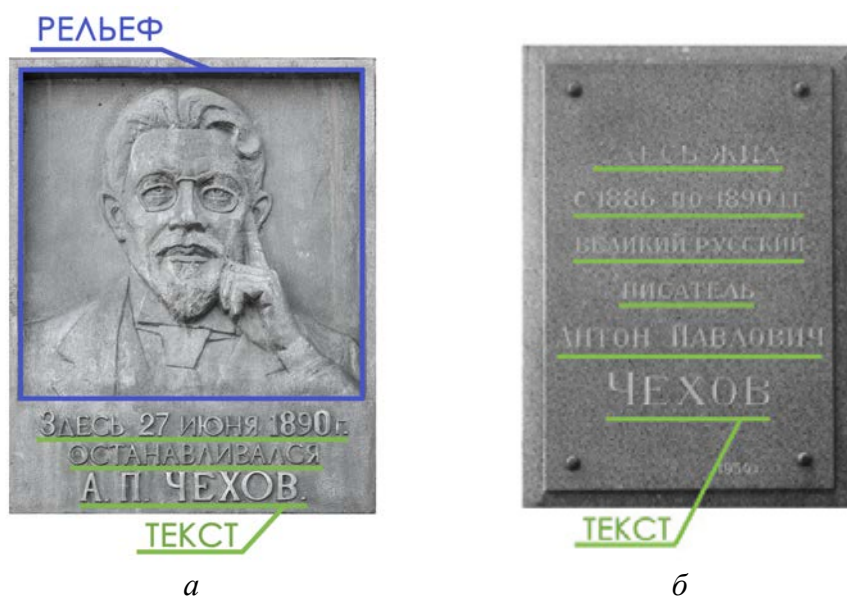 РЕЛЬЕФ
ЗДЕСЬ 27 ИЮНЯ 1890 г.
ОСТАНАВЛИВАЛСЯ
А. П. ЧЕХОВ.
ТЕКСТ
а
ЗДЕСЬ ЖИЛ
С 1886 по 1890 гг
ВЕЛИКИЙ РУССКИЙ
ПИСАТЕЛЬ
АНТОН ПАВЛОВИЧ
ЧЕХОВ
ТЕКСТ
б